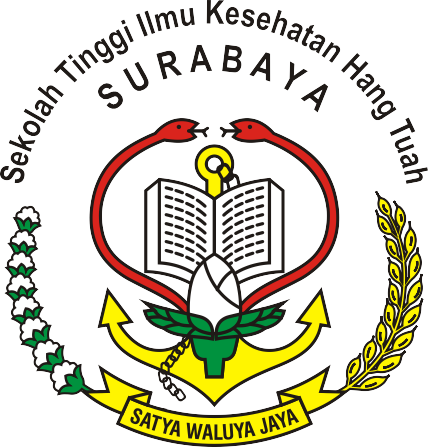 Sekolah Tinggi Ilmu Kesehatan Hang Tuah
SURABAYA
SATYA WALUYA JAYA